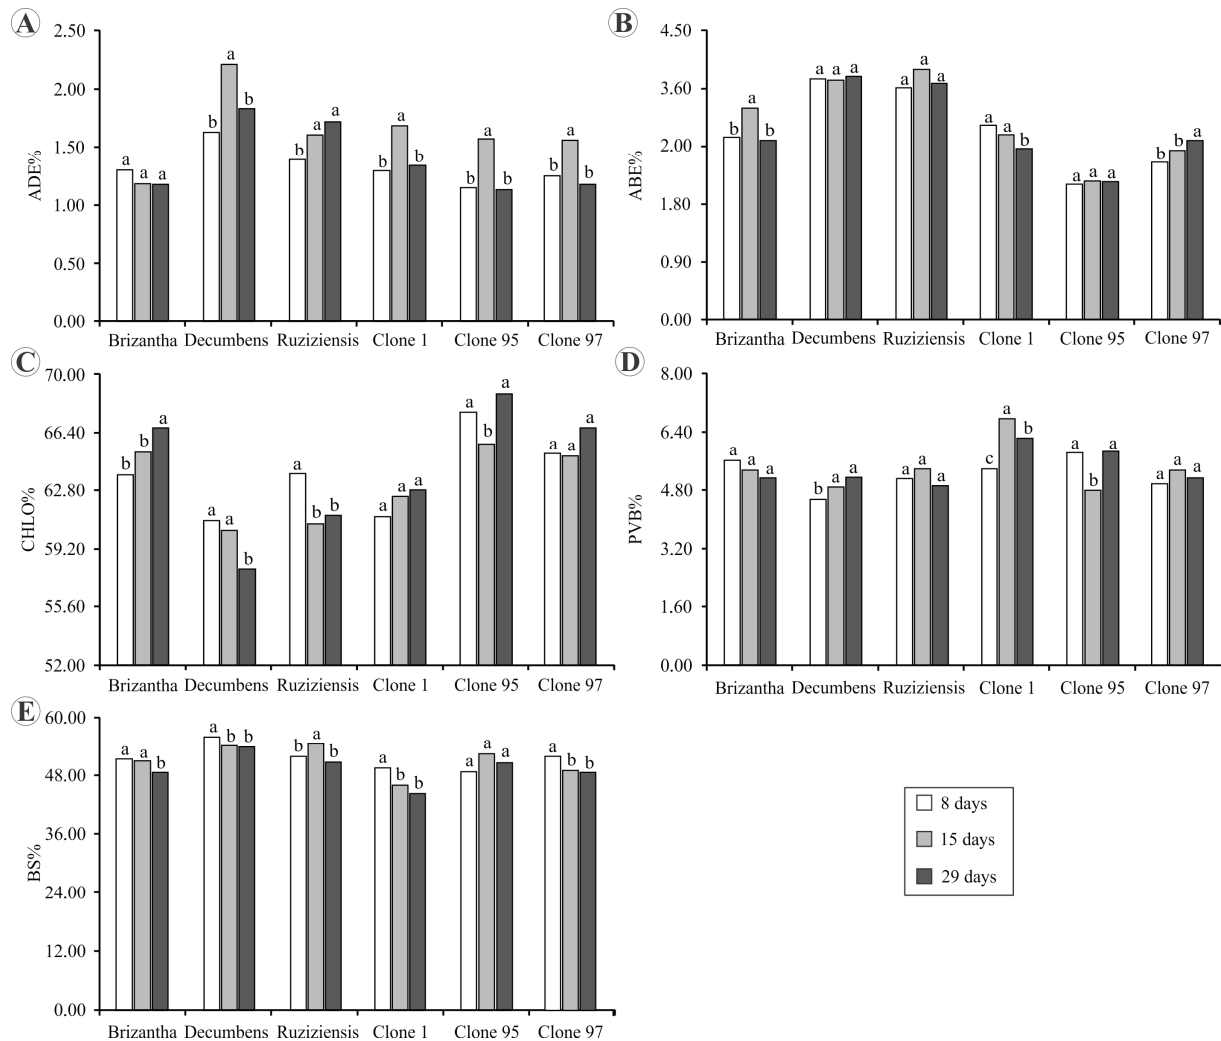 A
ADE%
2.50
2.00
1.50
1.00
0.50
0.00
a a a
b a b
b a a
b a b
b a b
b a b
Brizantha Decumbens Ruziziensis Clone 1 Clone 95 Clone 97
B
ABE%
4.50
3.60
2.00
1.80
0.90
0.00
b a b
a a a
a a a
a a b
a a a
b b a
Brizantha Decumbens Ruziziensis Clone 1 Clone 95 Clone 97
C
CHLO%
70.00
66.40
62.80
59.20
55.60
52.00
b b a
a a b
a b b
a a a
a b a
a a a
Brizantha Decumbens Ruziziensis Clone 1 Clone 95 Clone 97
D
PVB%
8.00
6.40
4.80
3.20
1.60
0.00
a a a
b a a
a a a
c a b
a b a
a a a
Brizantha Decumbens Ruziziensis Clone 1 Clone 95 Clone 97
E
BS%
60.00
48.00
36.00
24.00
12.00
0.00
a a b
a b b
b a b
a b b
a a a
a b b
Brizantha Decumbens Ruziziensis Clone 1 Clone 95 Clone 97
8 days
15 days
29 days